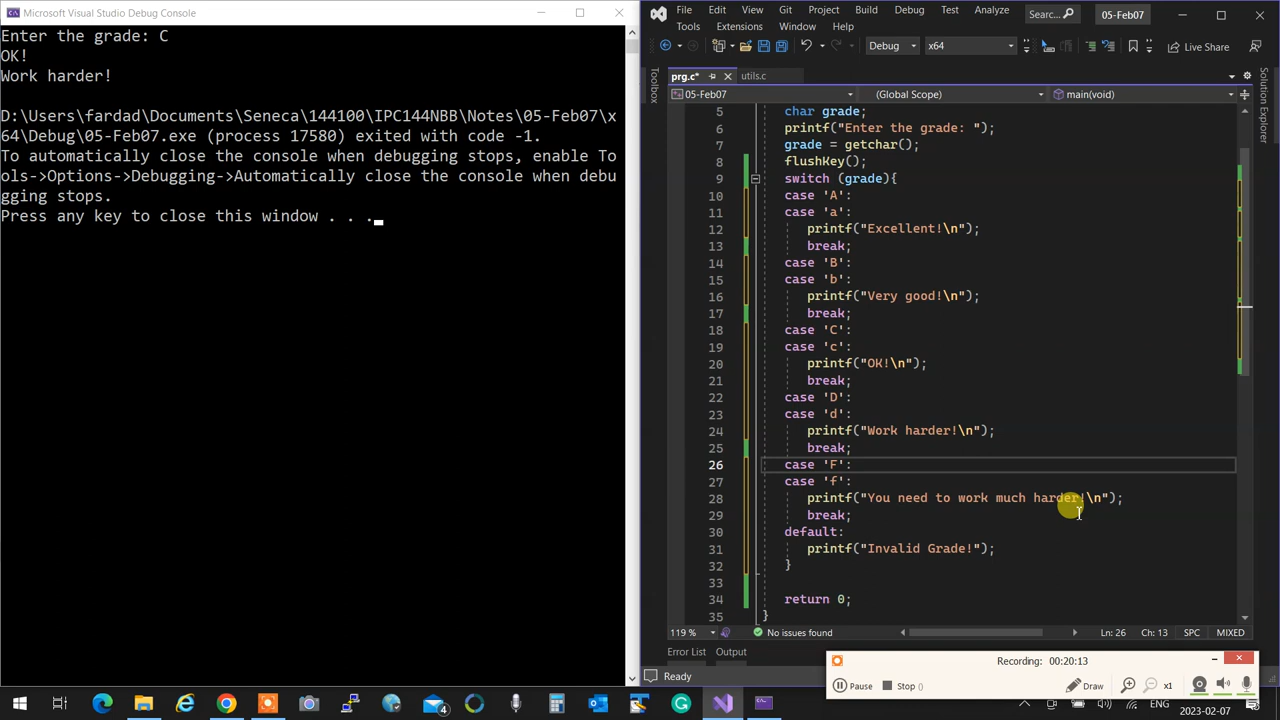 Microsoft Visual Studio Debug Console
Enter the grade: C
OK!
Work harder!
D:\Users\fardad\Documents\Seneca\144100\IPC144NBB\Notes\05-Feb07\x
64\Debug\05-Feb07.exe (process 17580) exited with code -1.
To automatically close the console when debugging stops, enable To
ols->Options->Debugging->Automatically close the console when debu
gging stops.
Press any key to close this window . . .
File Edit View Git Project Build Debug Test Analyze
Extensions Window Help
Searc...
05-Feb07
Debug x64 Live Share
prg.c* utils.c
05-Feb07 (Global Scope) main(void)
Toolbox
Solution Explorer
5 char grade;
6 printf("Enter the grade: ");
7 grade = getchar();
8 flushKey();
9 switch (grade){
10 case 'A':
11 case 'a':
12 printf("Excellent!\n");
13 break;
14 case 'B':
15 case 'b':
16 printf("Very good!\n");
17 break;
18 case 'C':
19 case 'c':
20 printf("OK!\n");
21 break;
22 case 'D':
23 case 'd':
24 printf("Work harder!\n");
25 break;
26 case 'F':
27 case 'f':
28 printf("You need to work much harder!\n");
29 break;
30 default:
31 printf("Invalid Grade!");
32 }
33
34 return 0;
35 }
119 % No issues found Ln: 26 Ch: 13 SPC MIXED
Error List Output
Ready
Recording: 00:20:13
Pause Stop () Draw x1
4
2023-02-07